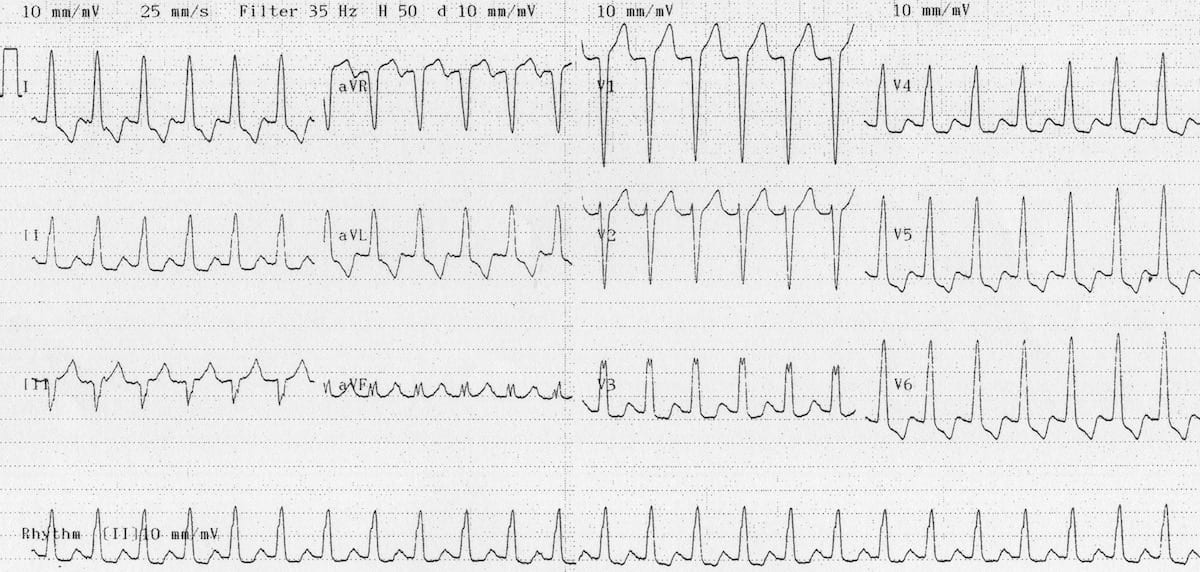 10 mm/mV 25 mm/s Filter 35 Hz H 50 d 10 mm/mV 10 mm/mV 10 mm/mV
I aVR V1 V4
II aVL V2 V5
III aVF V3 V6
Rhythm [II]10 mm/mV